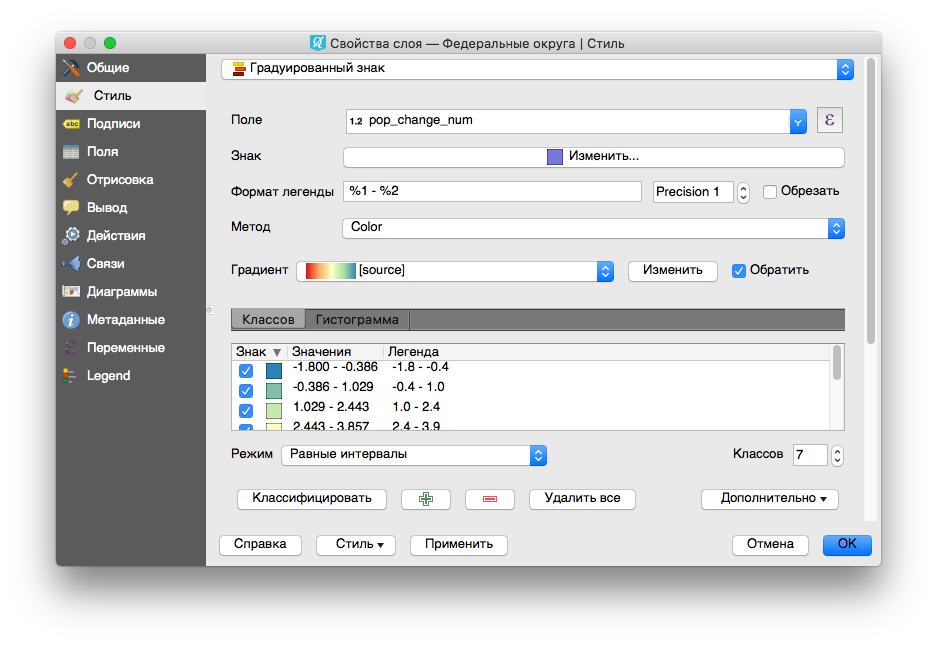 Свойства слоя — Федеральные округа | Стиль
Общие
Стиль
Подписи
Поля
Отрисовка
Вывод
Действия
Связи
Диаграммы
Метаданные
Переменные
Legend
Градуированный знак
Поле 1.2 pop_change_num ε
Знак Изменить...
Формат легенды %1 - %2 Precision 1 Обрезать
Метод Color
Градиент [source] Изменить Обратить
Классов Гистограмма
Знак Значения Легенда
-1.800 - -0.386 -1.8 - -0.4
-0.386 - 1.029 -0.4 - 1.0
1.029 - 2.443 1.0 - 2.4
2.443 - 3.857 2.4 - 3.9
Режим Равные интервалы Классов 7
Классифицировать Удалить все Дополнительно
Справка Стиль Применить Отмена OK